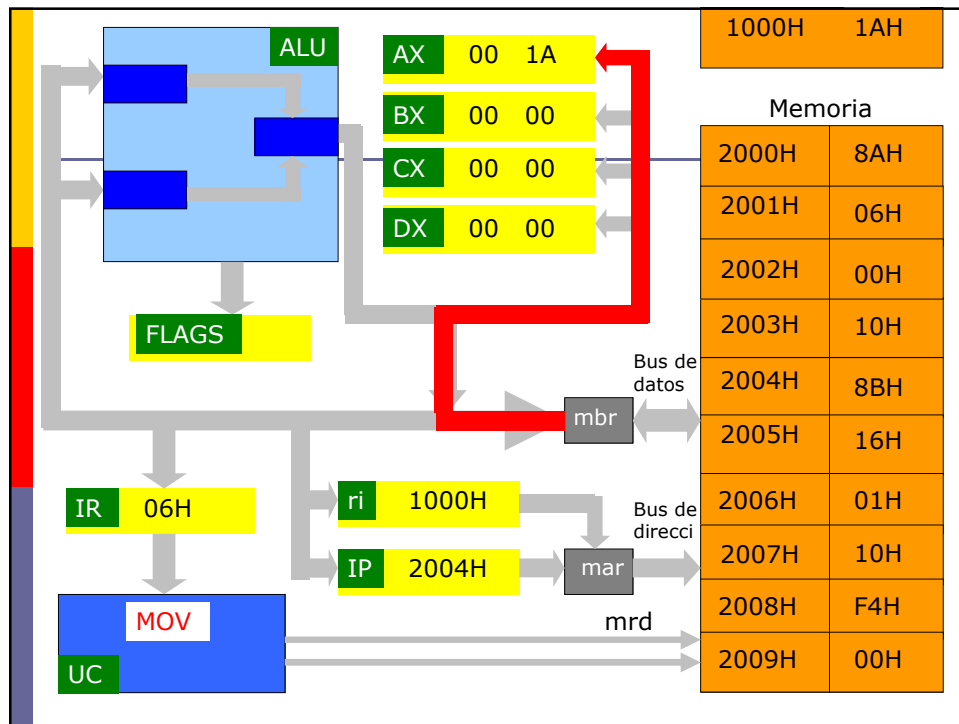 ALU
AX 00 1A
BX 00 00
CX 00 00
DX 00 00
FLAGS
IR 06H
ri 1000H
IP 2004H
MOV
UC
mbr
mar
mrd
Bus de
datos
Bus de
direcci
1000H 1AH
Memoria
2000H 8AH
2001H 06H
2002H 00H
2003H 10H
2004H 8BH
2005H 16H
2006H 01H
2007H 10H
2008H F4H
2009H 00H